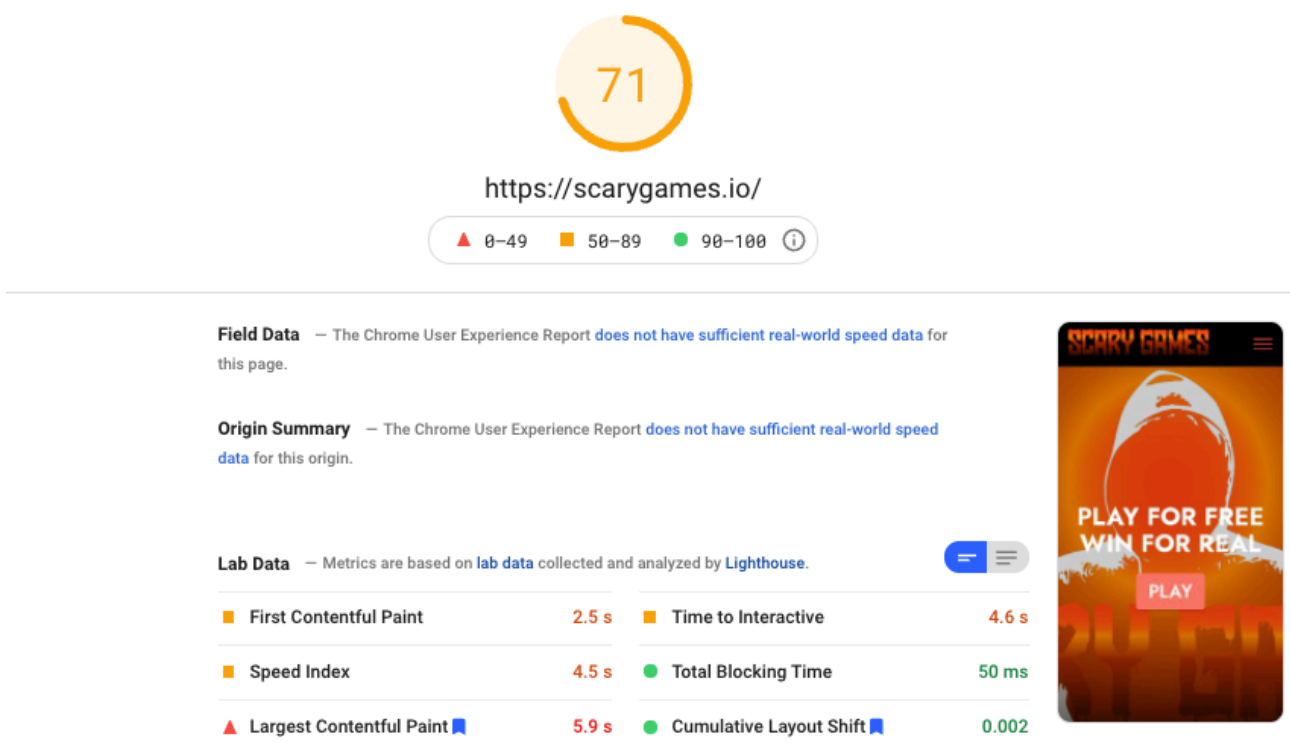 71
https://scarygames.io/
0–49 50–89 90–100
Field Data — The Chrome User Experience Report does not have sufficient real-world speed data for
this page.
Origin Summary — The Chrome User Experience Report does not have sufficient real-world speed
data for this origin.
Lab Data — Metrics are based on lab data collected and analyzed by Lighthouse.
First Contentful Paint 2.5 s
Time to Interactive 4.6 s
Speed Index 4.5 s
Total Blocking Time 50 ms
Largest Contentful Paint 5.9 s
Cumulative Layout Shift 0.002
SCARY GAMES
PLAY FOR FREE
WIN FOR REAL
PLAY